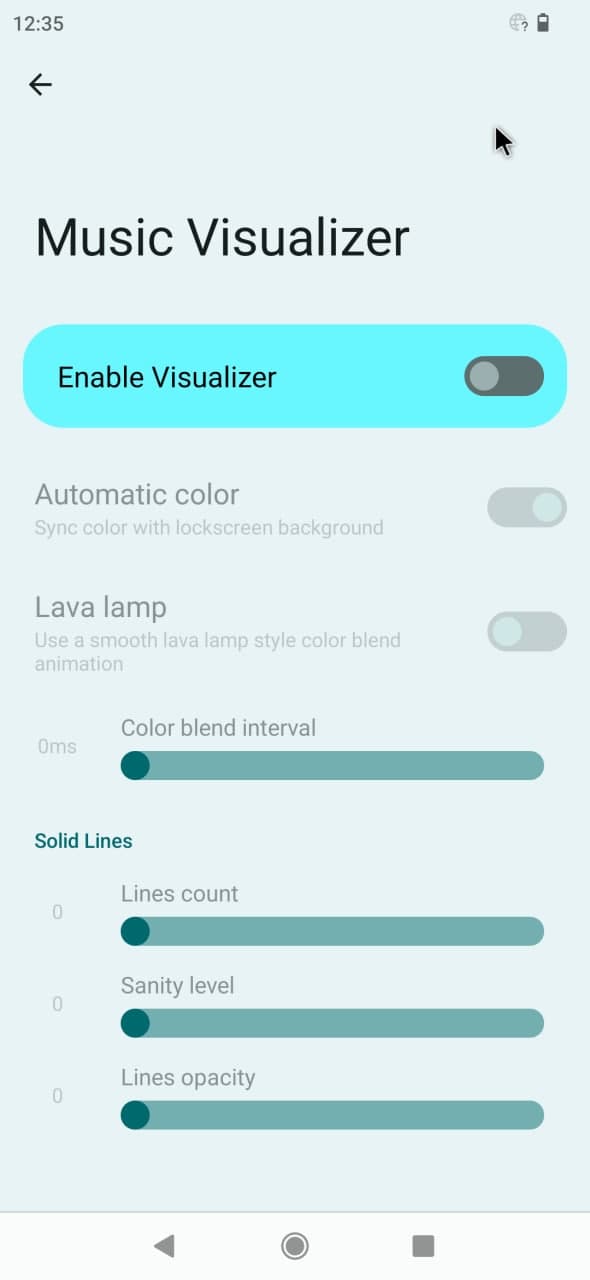 12:35
Music Visualizer
Enable Visualizer
Automatic color
Sync color with lockscreen background
Lava lamp
Use a smooth lava lamp style color blend
animation
Color blend interval
0ms
Solid Lines
Lines count
0
Sanity level
0
Lines opacity
0